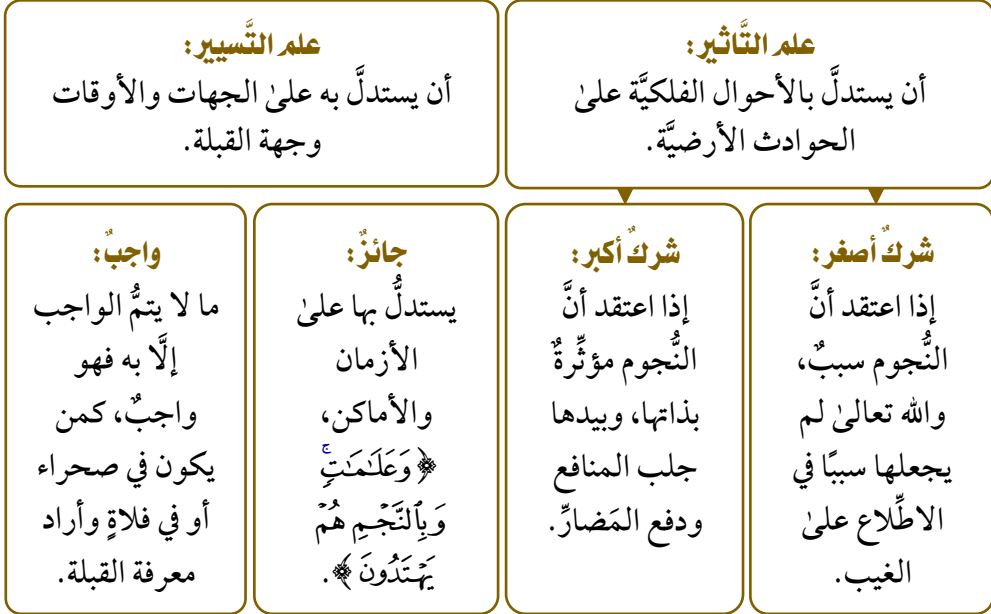 علم التَّاثير:
أن يستدلَّ بالأحوال الفلكيَّة علىٰ
الحوادث الأرضيَّة.
علم التَّسيير:
أن يستدلَّ به علىٰ الجهات والأوقات
وجهة القبلة.
شركٌ أصغر:
إذا اعتقد أنَّ
النُّجوم سببٌ،
والله تعالىٰ لم
يجعلها سببًا في
الاطِّلاع علىٰ
الغيب.
شركٌ أكبر:
إذا اعتقد أنَّ
النُّجوم مؤثِّرةٌ
بذاتها، وبيدها
جلب المنافع
ودفع المَضارِّ.
جائزٌ:
يستدلُّ بها علىٰ
الأزمان
والأماكن،
﴿وَعَلَٰمَٰتٖۚ
وَبِٱلنَّجۡمِ هُمۡ
يَهۡتَدُونَ﴾.
واجبٌ:
ما لا يتمُّ الواجب
إلَّا به فهو
واجبٌ، كمن
يكون في صحراء
أو في فلاةٍ وأراد
معرفة القبلة.